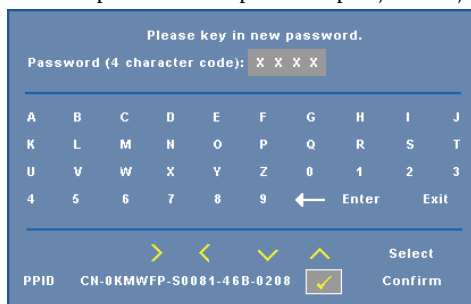 Please key in new password.
Password (4 character code): X X X X
A B C D E F G H I J
K L M N O P Q R S T
U V W X Y Z 0 1 2 3
4 5 6 7 8 9 ← Enter Exit
Select
PPID CN-0KMWFP-S0081-46B-0208 ✓ Confirm